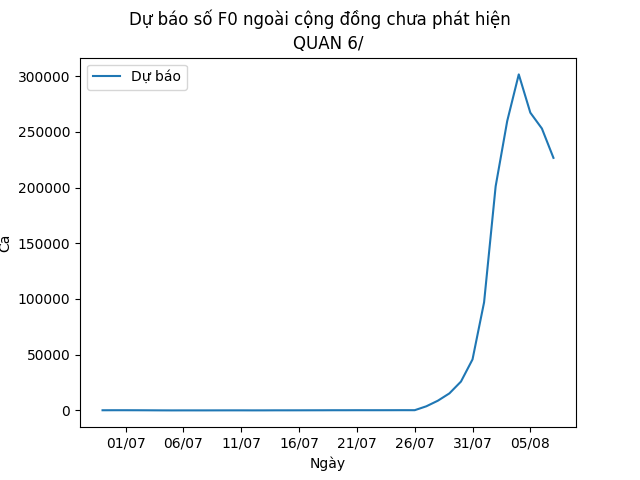 Dự báo số F0 ngoài cộng đồng chưa phát hiện
QUAN 6/
Dự báo
300000
250000
200000
150000
100000
50000
0
Ca
01/07 06/07 11/07 16/07 21/07 26/07 31/07 05/08
Ngày